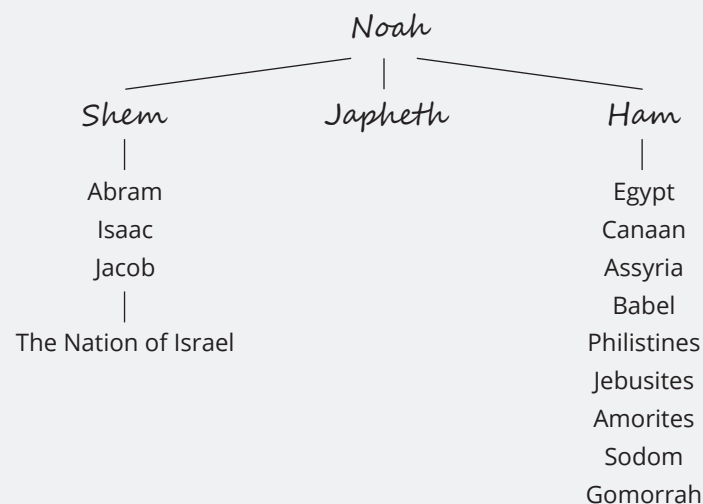 Noah
Shem
Japheth
Ham
Abram
Isaac
Jacob
The Nation of Israel
Egypt
Canaan
Assyria
Babel
Philistines
Jebusites
Amorites
Sodom
Gomorrah